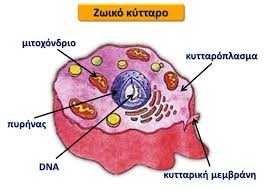 Ζωικό κύτταρο
μιτοχόνδριο
κυτταρόπλασμα
πυρήνας
DNA
κυτταρική μεμβράνη